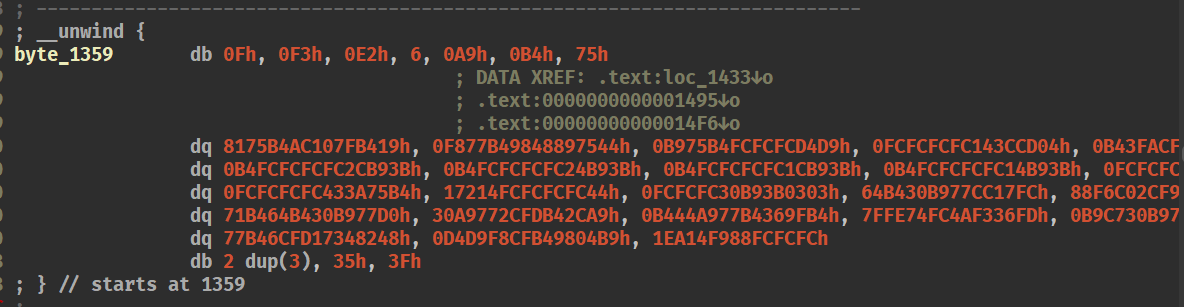 ; ---------------------------------------------------------------------------
; __unwind {
byte_1359 db 0Fh, 0F3h, 0E2h, 6, 0A9h, 0B4h, 75h
; DATA XREF: .text:loc_1433↓o
; .text:0000000000001495↓o
; .text:00000000000014F6↓o
dq 8175B4AC107FB419h, 0F877B49848897544h, 0B975B4FCFCFCD4D9h, 0FCFCFCFC143CCD04h, 0B43FACF
dq 0B4FCFCFCFC2CB93Bh, 0B4FCFCFCFC24B93Bh, 0B4FCFCFCFC1CB93Bh, 0B4FCFCFCFC14B93Bh, 0FCFCFC
dq 0FCFCFCFC433A75B4h, 17214FCFCFCFC44h, 0FCFCFC30B93B0303h, 64B430B977CC17FCh, 88F6C02CF9
dq 71B464B430B977D0h, 30A9772CFDB42CA9h, 0B444A977B4369FB4h, 7FFE74FC4AF336FDh, 0B9C730B97
dq 77B46CFD17348248h, 0D4D9F8CFB49804B9h, 1EA14F988FCFCFCh
db 2 dup(3), 35h, 3Fh
; } // starts at 1359